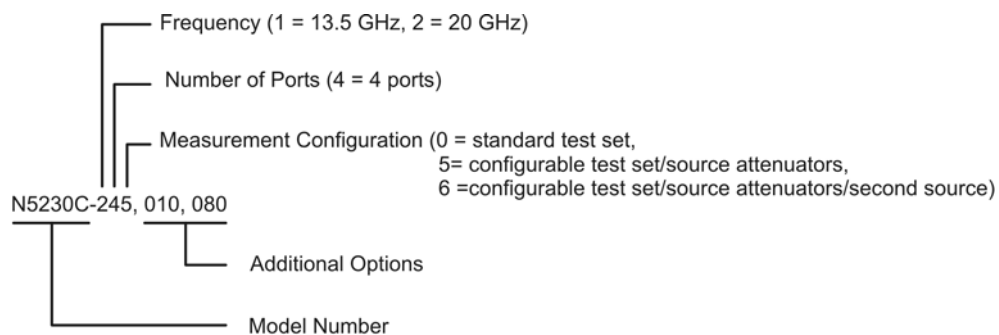 Frequency (1 = 13.5 GHz, 2 = 20 GHz)
Number of Ports (4 = 4 ports)
Measurement Configuration (0 = standard test set,
5= configurable test set/source attenuators,
6 =configurable test set/source attenuators/second source)
N5230C-245, 010, 080
Additional Options
Model Number